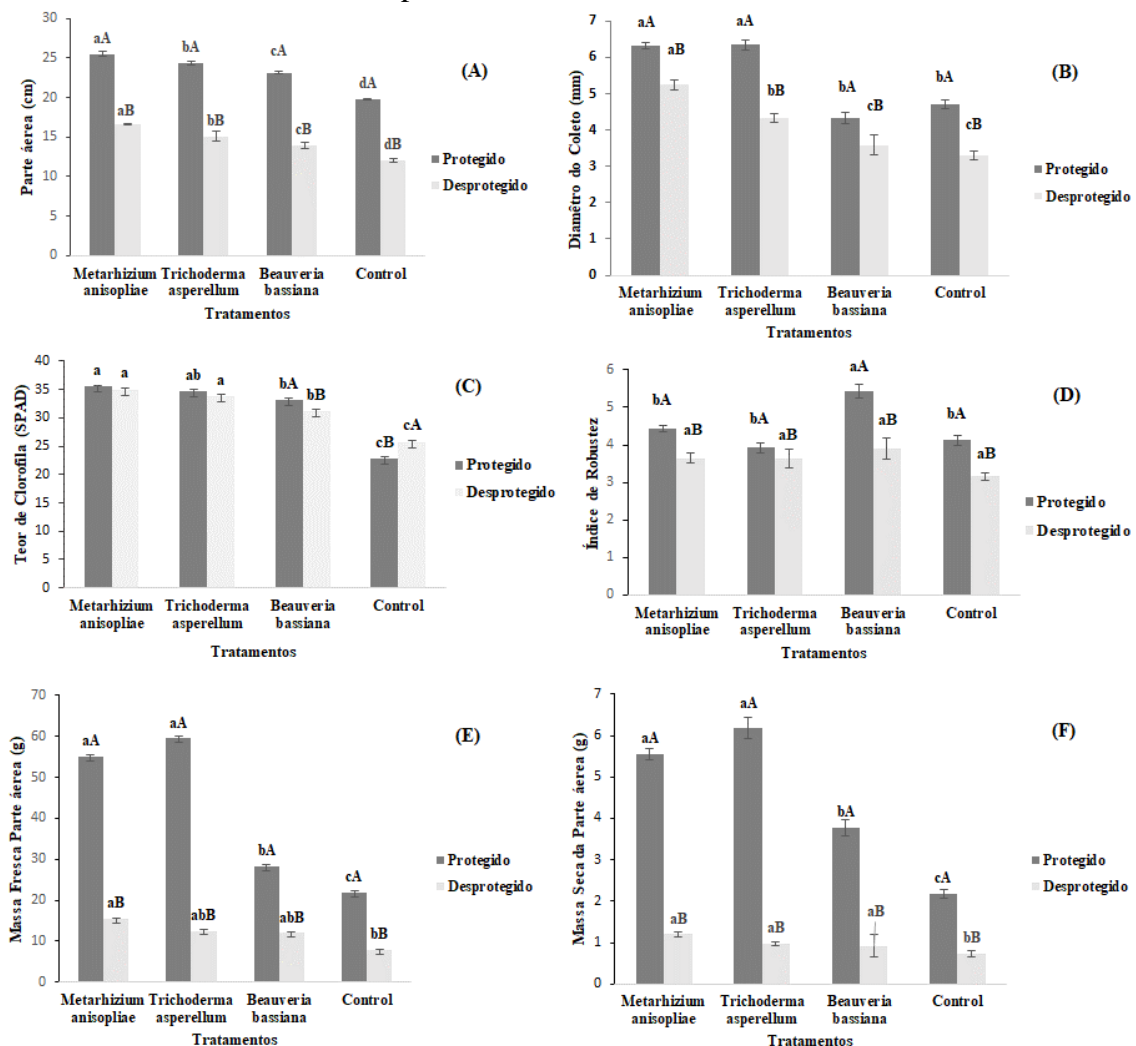 30
25
20
15
10
5
0
Parte áerea (cm)
aA
aB
bA
bB
cA
cB
dA
dB
(A)
Protegido
Desprotegido
Metarhizium anisopliae
Trichoderma asperellum
Beauveria bassiana
Control
Tratamentos
7
6
5
4
3
2
1
0
Diamêtro do Coleto (mm)
aA
aB
aA
bB
bA
cB
bA
cB
(B)
Protegido
Desprotegido
Metarhizium anisopliae
Trichoderma asperellum
Beauveria bassiana
Control
Tratamentos
40
35
30
25
20
15
10
5
0
Teor de Clorofila (SPAD)
a
a
ab
a
bA
bB
cB
cA
(C)
Protegido
Desprotegido
Metarhizium anisopliae
Trichoderma asperellum
Beauveria bassiana
Control
Tratamentos
6
5
4
3
2
1
0
Índice de Robustez
bA
aB
bA
aB
aA
aB
bA
aB
(D)
Protegido
Desprotegido
Metarhizium anisopliae
Trichoderma asperellum
Beauveria bassiana
Control
Tratamentos
70
60
50
40
30
20
10
0
Massa Fresca Parte áerea (g)
aA
aB
aA
abB
bA
abB
cA
bB
(E)
Protegido
Desprotegido
Metarhizium anisopliae
Trichoderma asperellum
Beauveria bassiana
Control
Tratamentos
7
6
5
4
3
2
1
0
Massa Seca da Parte áerea (g)
aA
aB
aA
aB
bA
aB
cA
bB
(F)
Protegido
Desprotegido
Metarhizium anisopliae
Trichoderma asperellum
Beauveria bassiana
Control
Tratamentos